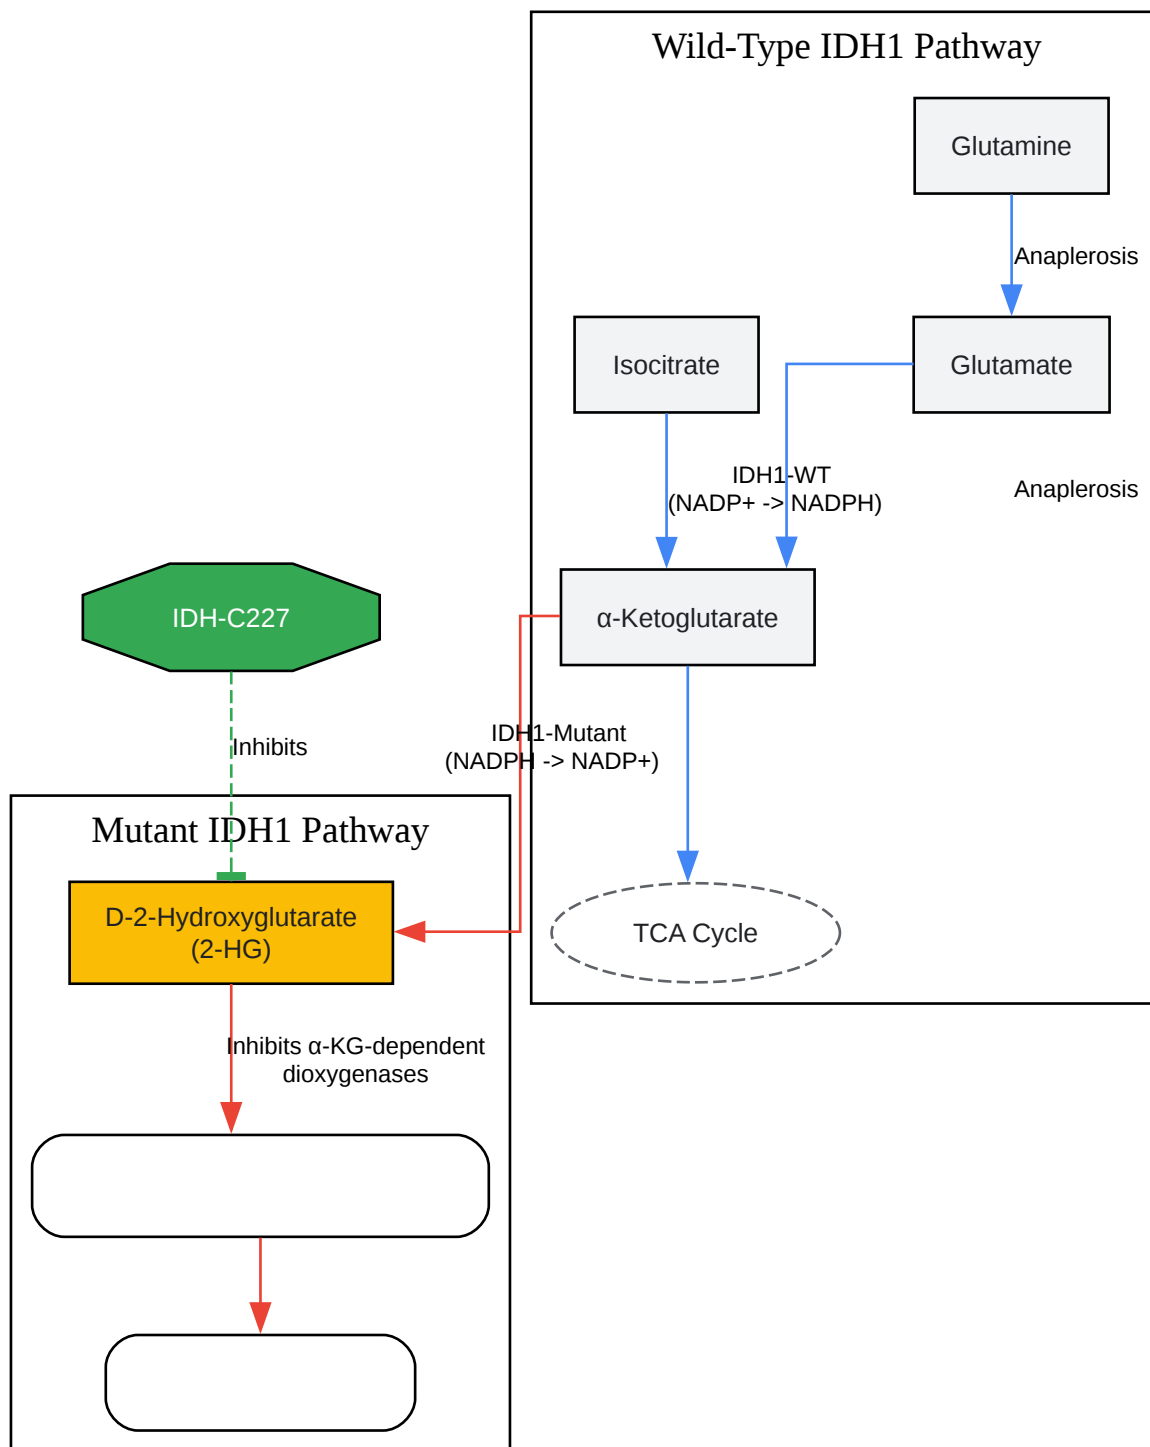 Wild-Type IDH1 Pathway
Glutamine
Anaplerosis
Isocitrate
Glutamate
IDH1-WT
(NADP+ -> NADPH)
Anaplerosis
IDH-C227
α-Ketoglutarate
Inhibits
IDH1-Mutant
(NADPH -> NADP+)
Mutant IDH1 Pathway
D-2-Hydroxyglutarate
(2-HG)
TCA Cycle
Inhibits α-KG-dependent
dioxygenases